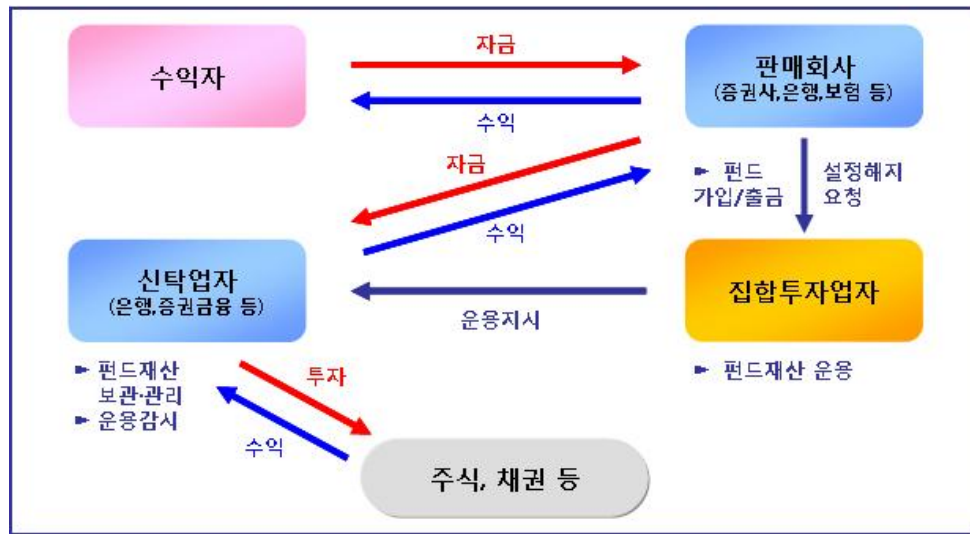 수익자
자금
수익
판매회사
(증권사,은행,보험 등)
자금
수익
► 펀드
가입/출금
설정해지
요청
신탁업자
(은행,증권금융 등)
운용지시
집합투자업자
► 펀드재산
보관·관리
► 운용감시
투자
수익
► 펀드재산 운용
주식, 채권 등